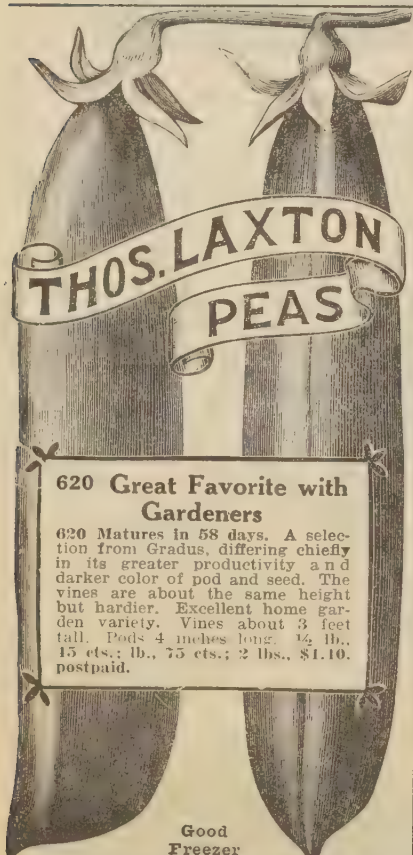 THOS. LAXTON
PEAS
620 Great Favorite with
Gardeners
620 Matures in 58 days. A selec-
tion from Gradus, differing chiefly
in its greater productivity and
darker color of pod and seed. The
vines are about the same height
but hardier. Excellent home gar-
den variety. Vines about 3 feet
tall. Pods 4 inches long. lb.,
cts.; lb., 75 cts.; 2 lbs., $1.10.
postpaid.
Good
Freezer